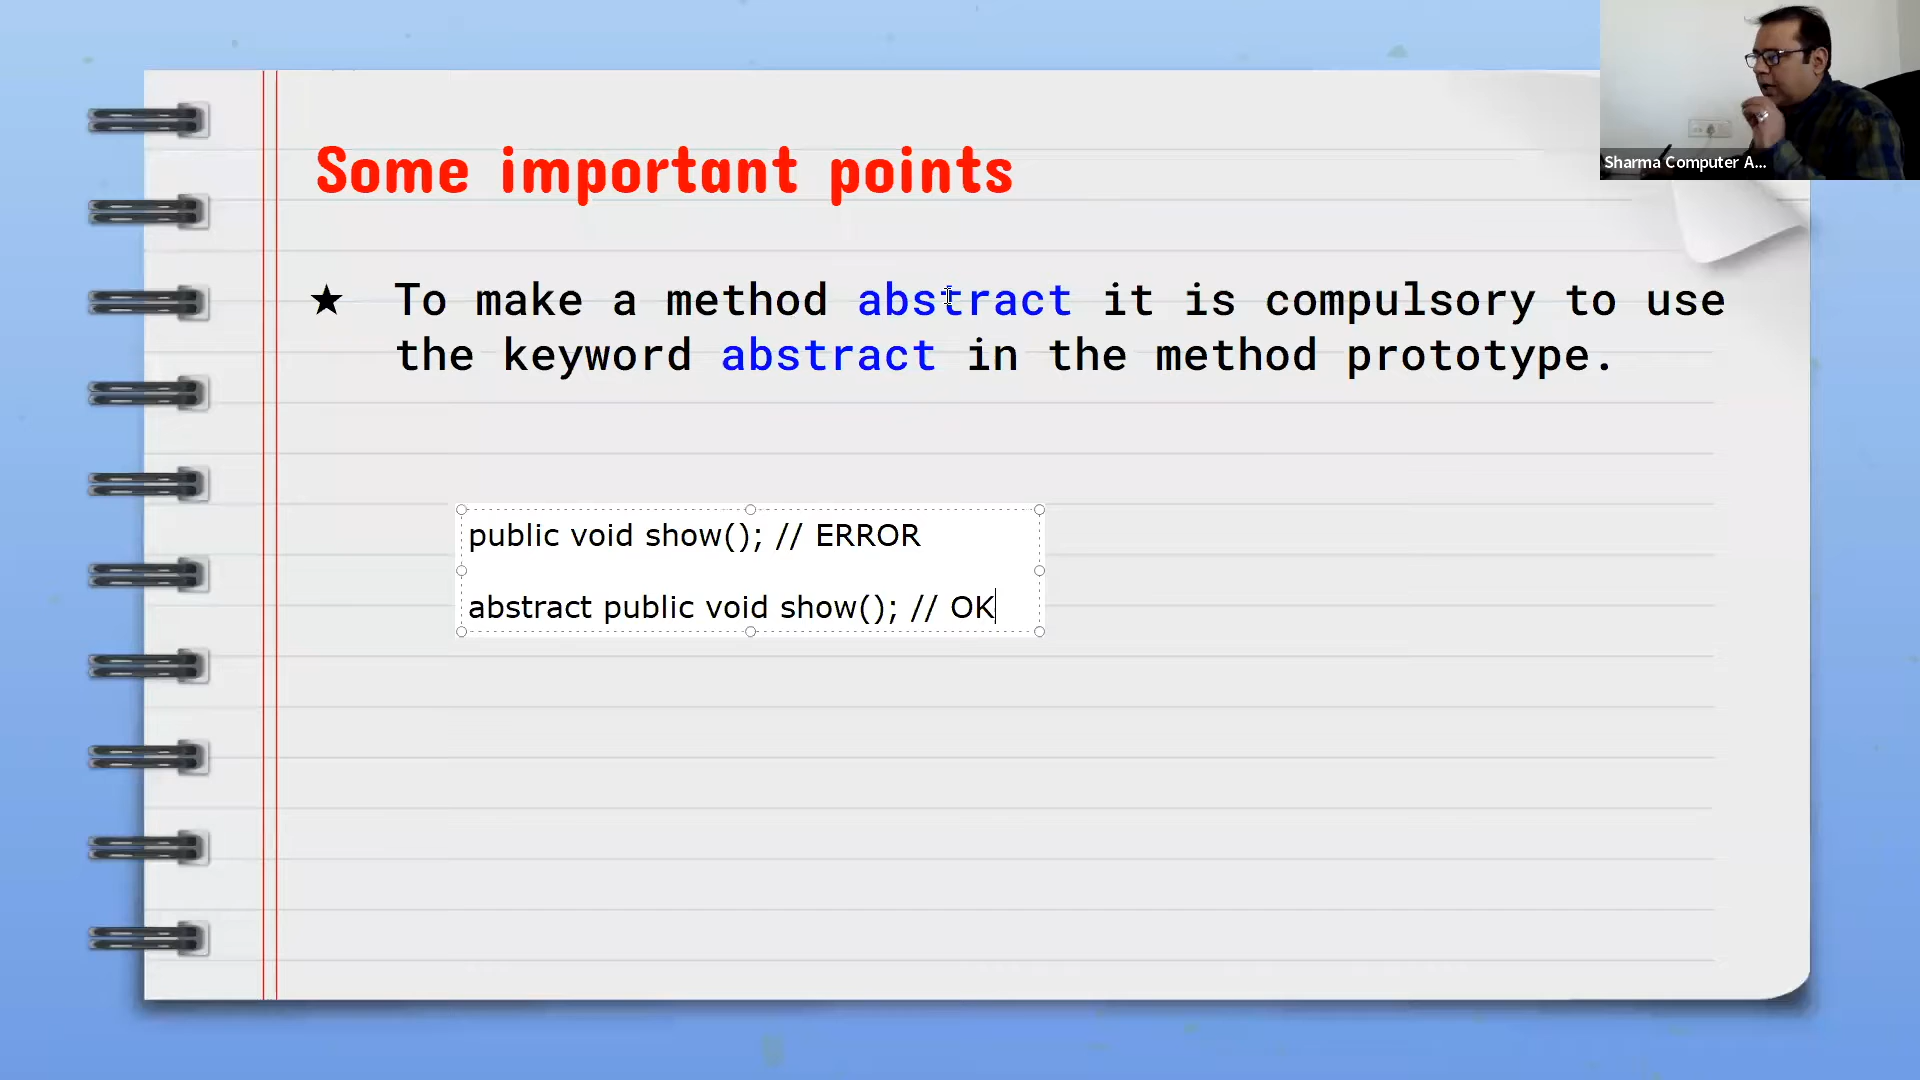 Some important points
★ To make a method abstract it is compulsory to use
the keyword abstract in the method prototype.
public void show(); // ERROR
abstract public void show(); // OK
Sharma Computer A...